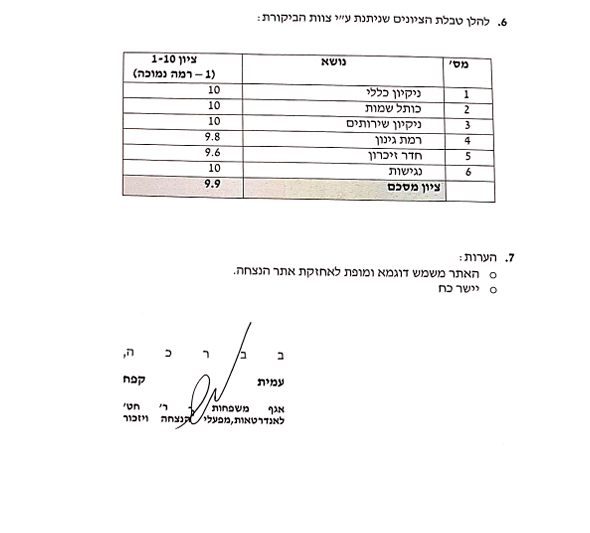 6. להלן טבלת הציונים שניתנת ע״י צוות הביקורת:
מס׳ נושא ציון 1-10
(1 – רמה נמוכה)
1 ניקיון כללי 10
2 כותל שמות 10
3 ניקיון שירותים 10
4 רמת גינון 9.8
5 חדר זיכרון 9.6
6 נגישות 10
ציון מסכם 9.9
7. הערות:
o האתר משמש דוגמא ומופת לאחזקת אתר הנצחה.
o יישר כח
ב ב ר כ ה,
עמית קפח
אגף משפחות - ר׳ חט׳
לאנדרטאות,מפעלי הנצחה ויזכור